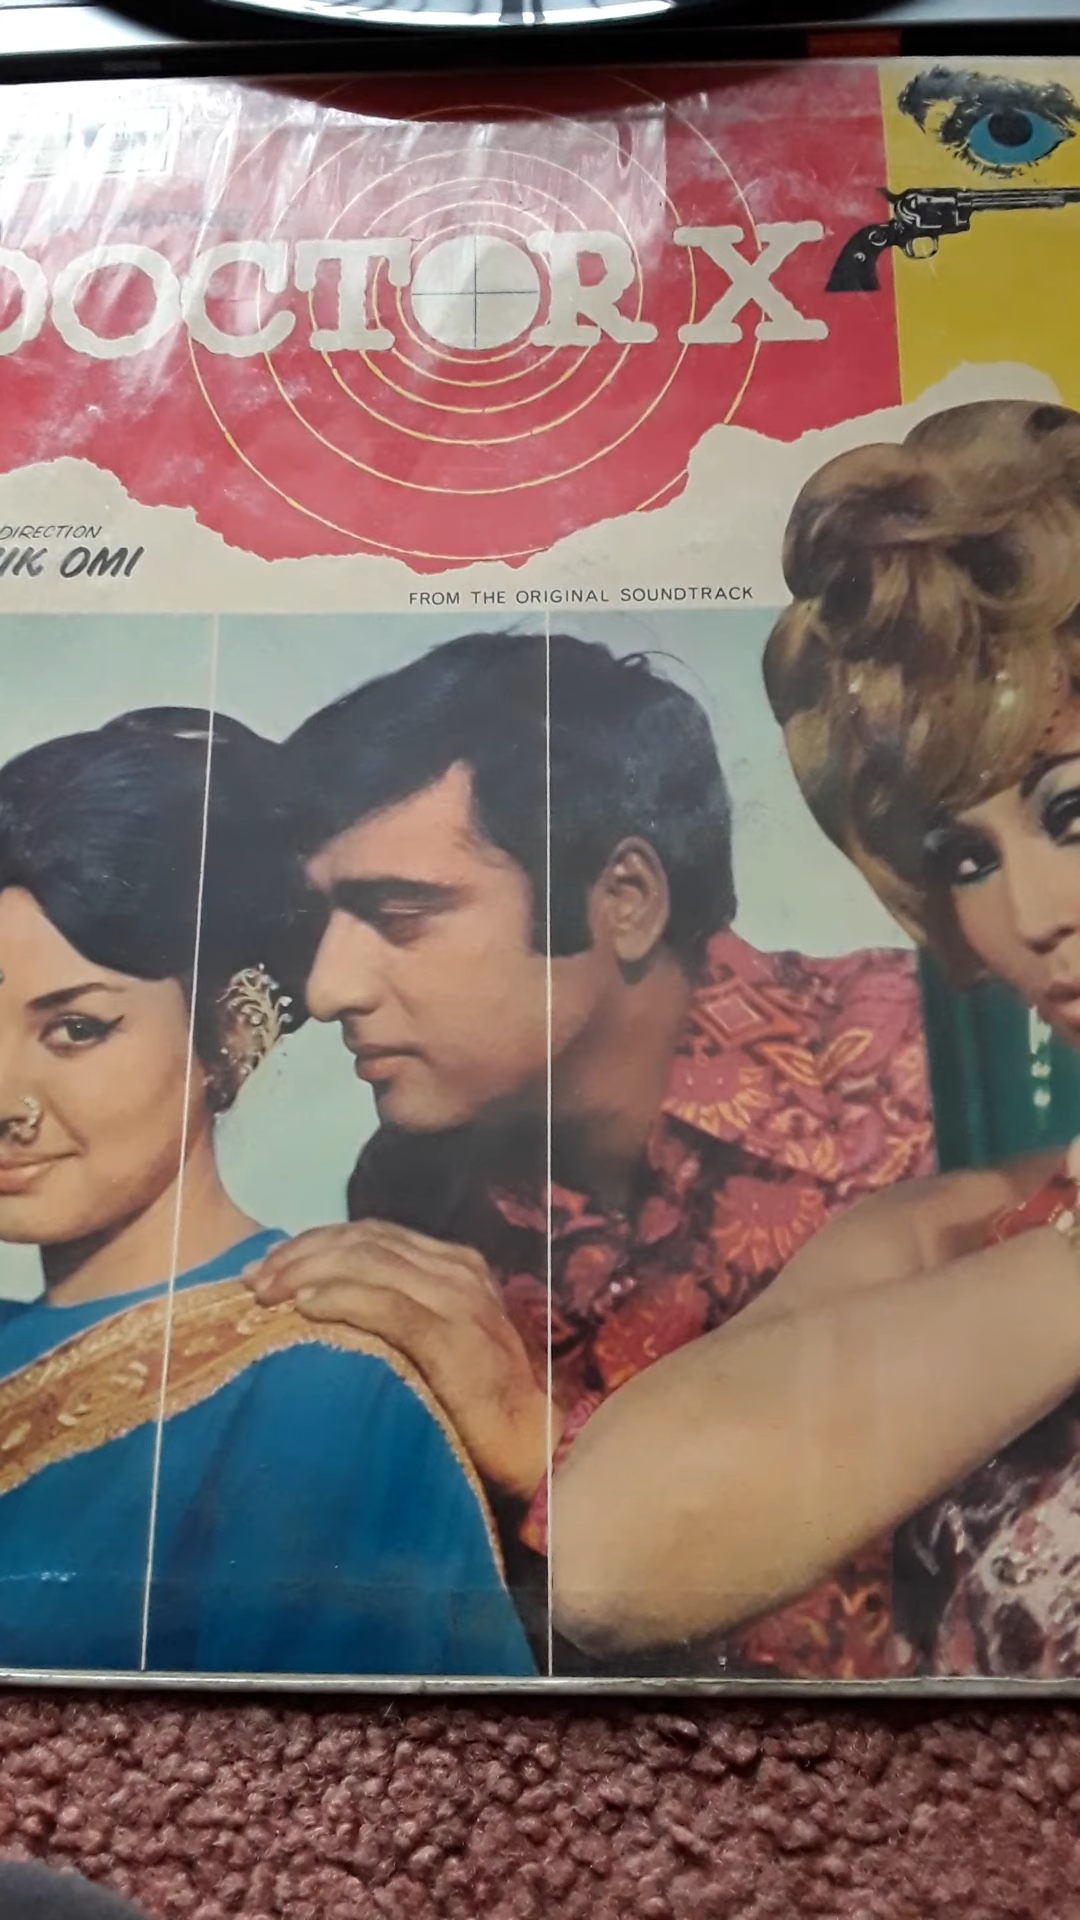 DOCTOR X
DIRECTION
IK OMI
FROM THE ORIGINAL SOUNDTRACK